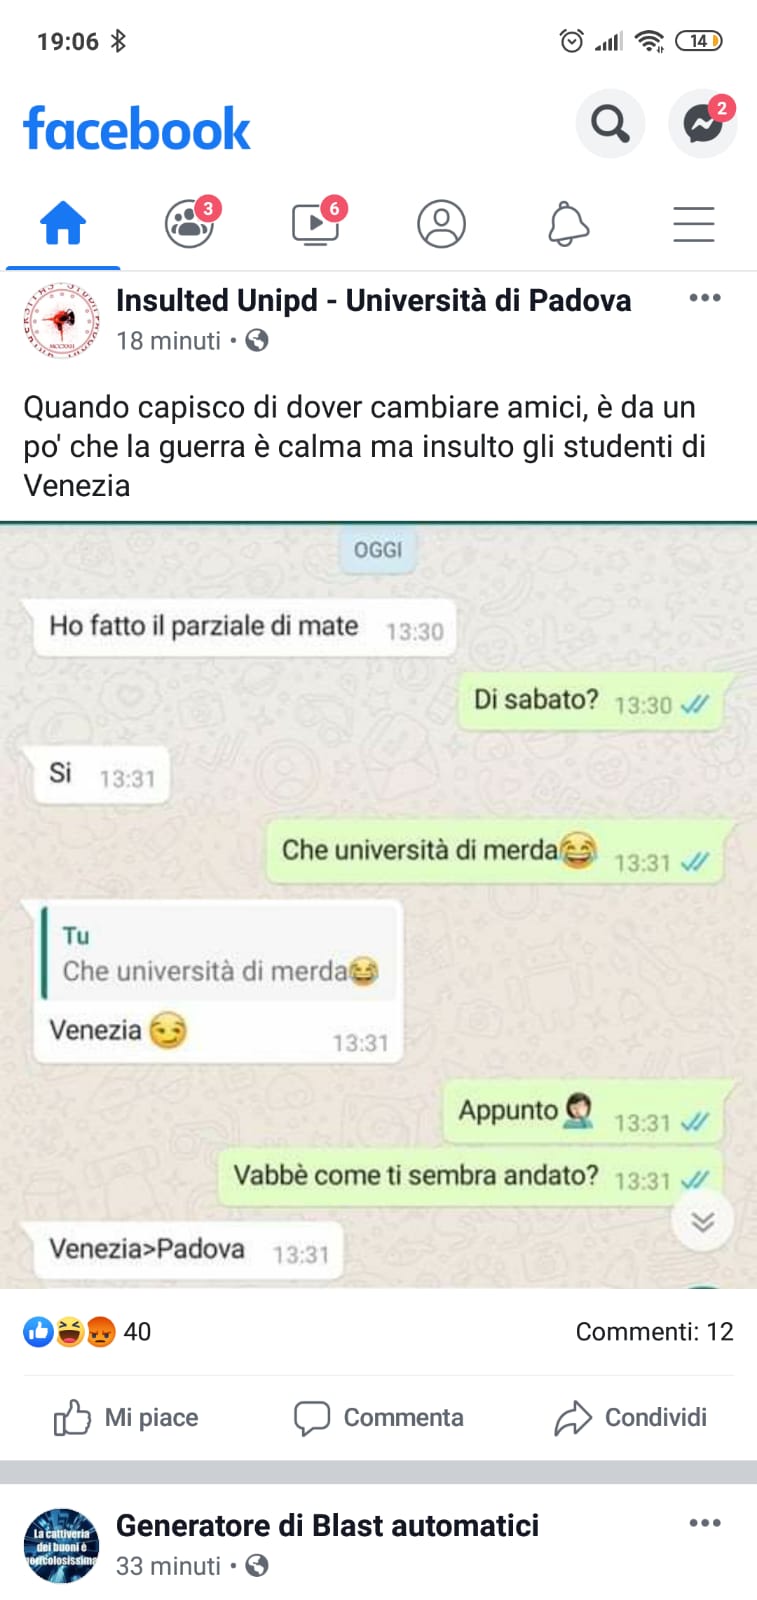 19:06
14
facebook
2
3
6
Insulted Unipd - Università di Padova
18 minuti
Quando capisco di dover cambiare amici, è da un
po' che la guerra è calma ma insulto gli studenti di
Venezia
OGGI
Ho fatto il parziale di mate 13:30
Di sabato? 13:30
Si 13:31
Che università di merda😂 13:31
Tu
Che università di merda😂
Venezia 😏 13:31
Appunto 🤦🏻‍♀️ 13:31
Vabbè come ti sembra andato? 13:31
Venezia>Padova 13:31
40
Commenti: 12
Mi piace
Commenta
Condividi
Generatore di Blast automatici
33 minuti
La cattiveria
dei buoni è